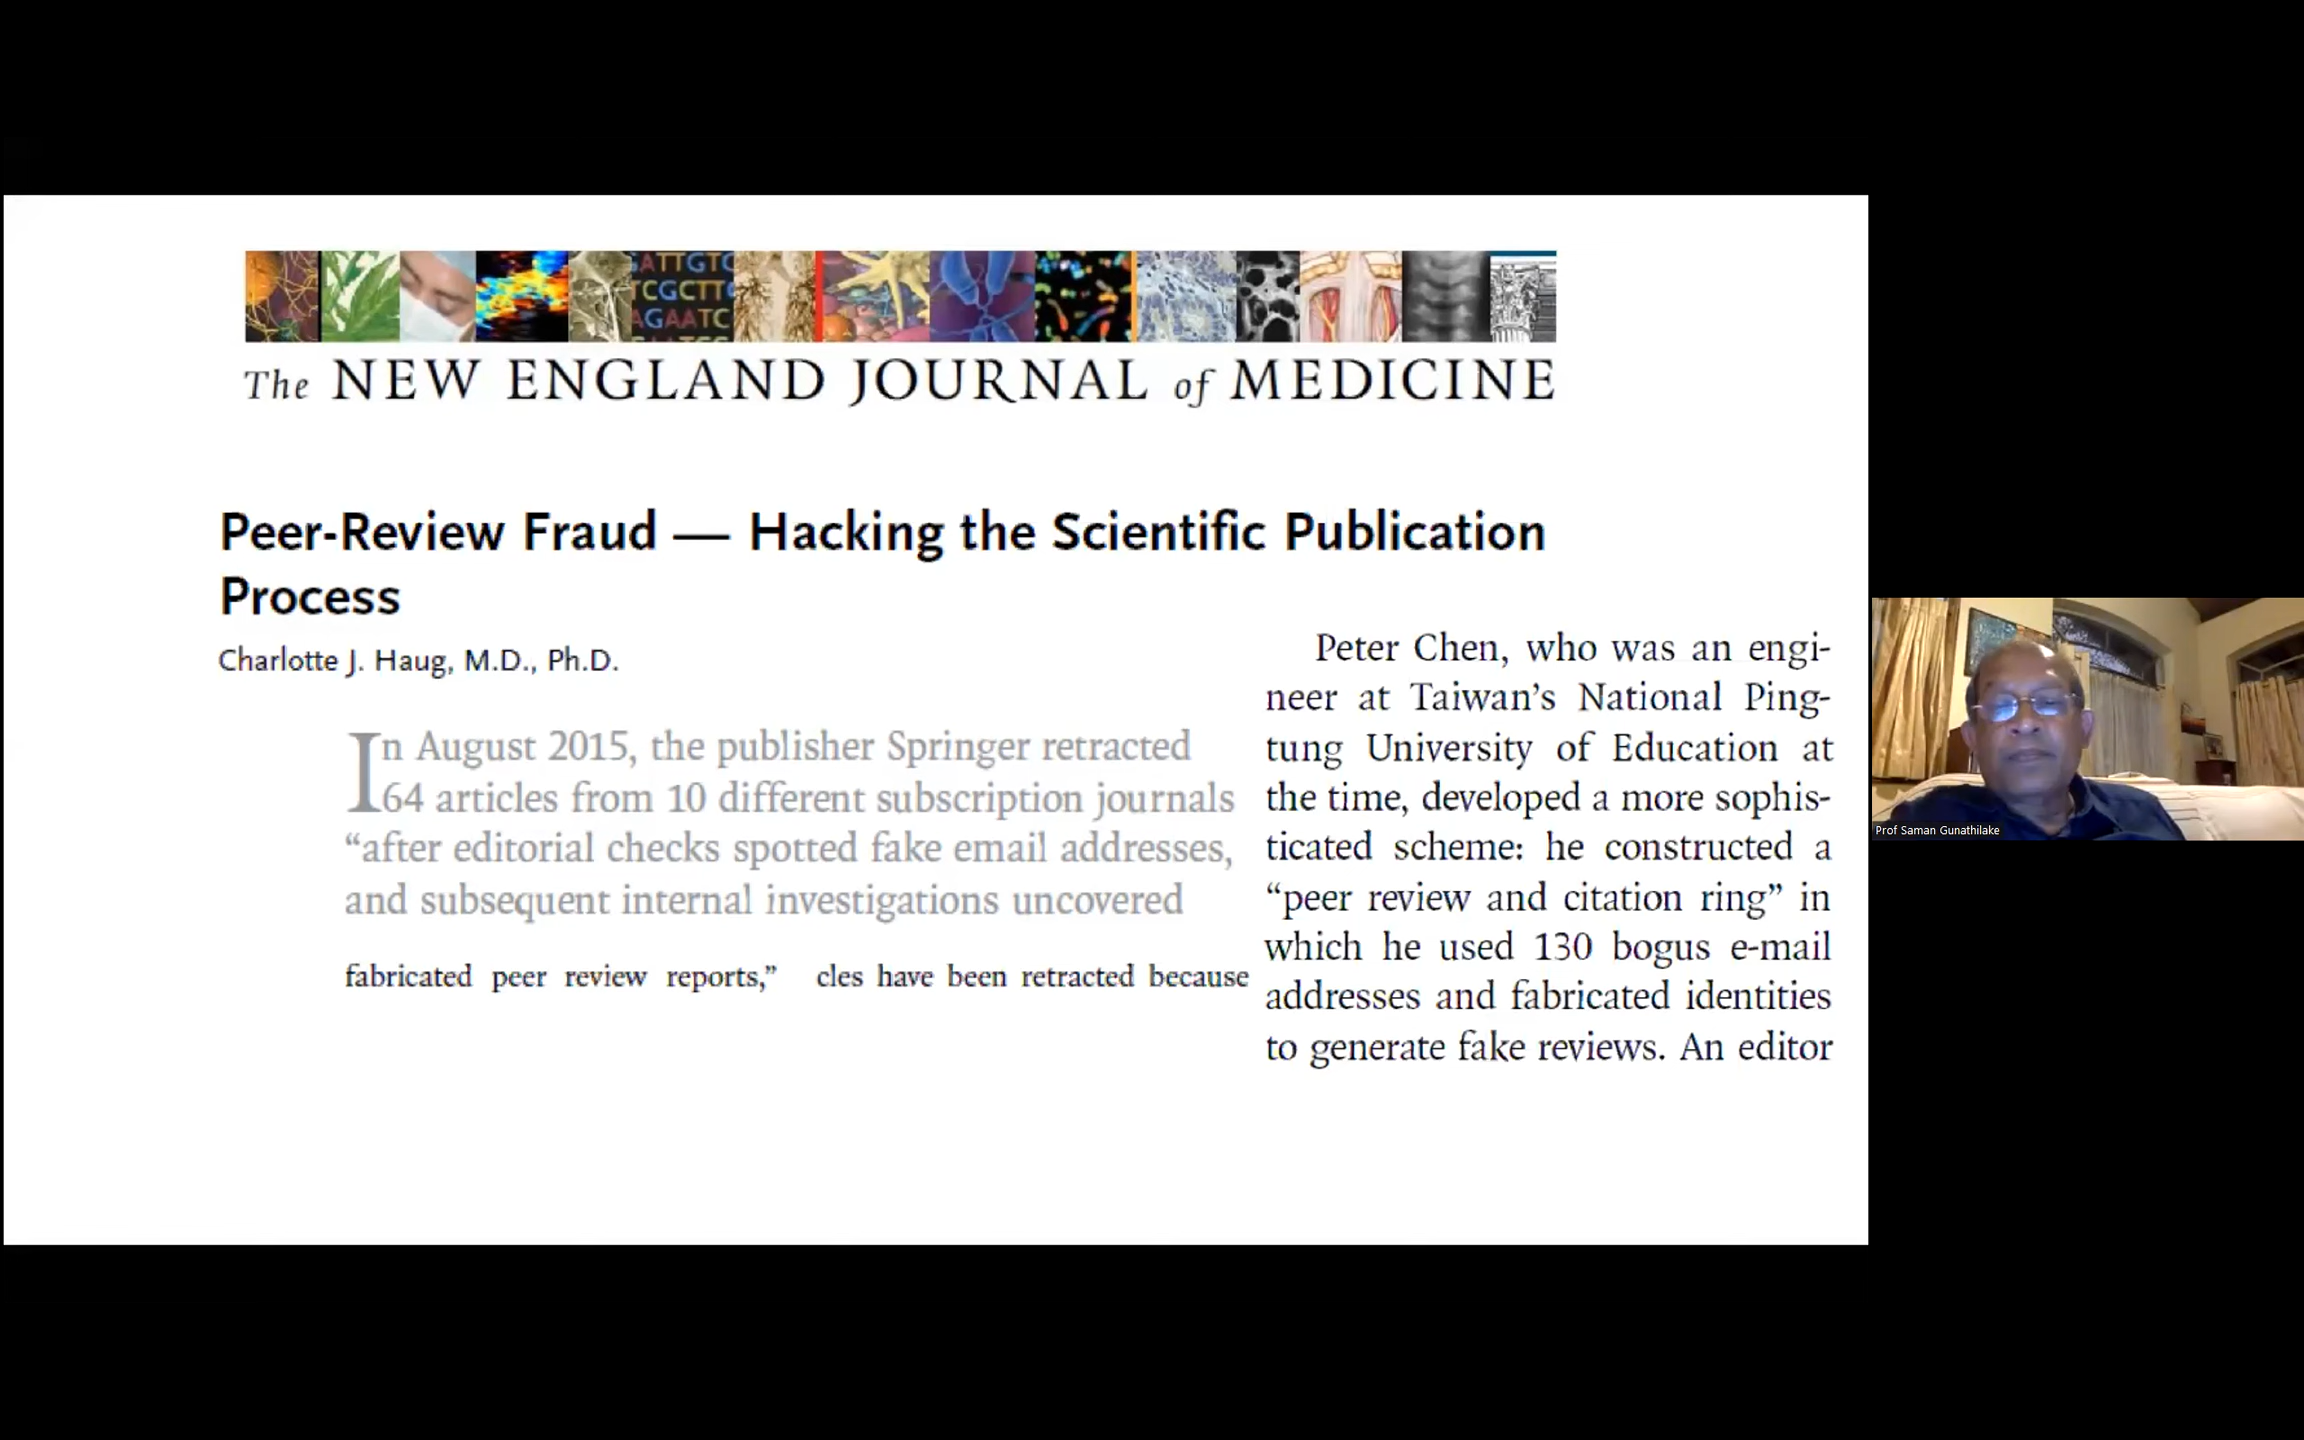 ATTGTC
TCGCTT
AGAATC
The NEW ENGLAND JOURNAL of MEDICINE
Peer-Review Fraud — Hacking the Scientific Publication
Process
Charlotte J. Haug, M.D., Ph.D.
In August 2015, the publisher Springer retracted
64 articles from 10 different subscription journals
“after editorial checks spotted fake email addresses,
and subsequent internal investigations uncovered
fabricated peer review reports,”
cles have been retracted because
Peter Chen, who was an engi-
neer at Taiwan’s National Ping-
tung University of Education at
the time, developed a more sophis-
ticated scheme: he constructed a
“peer review and citation ring” in
which he used 130 bogus e-mail
addresses and fabricated identities
to generate fake reviews. An editor
Prof Saman Gunathilake